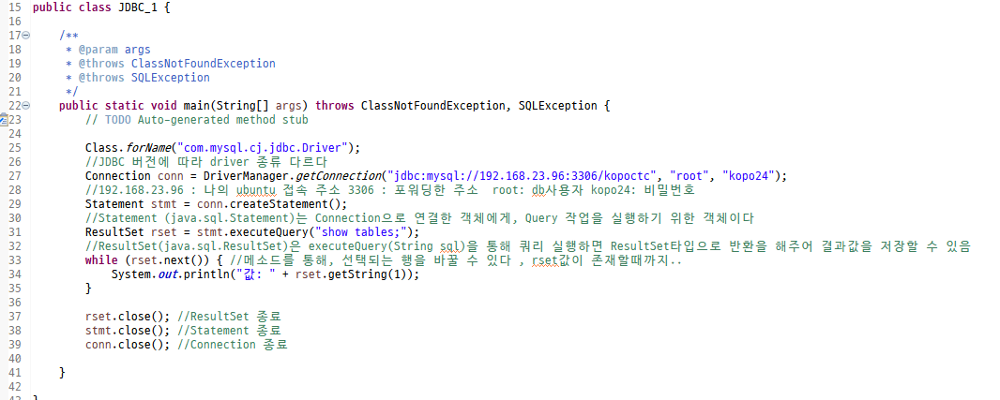 15 public class JDBC_1 {
16
17 /**
18 * @param args
19 * @throws ClassNotFoundException
20 * @throws SQLException
21 */
22 public static void main(String[] args) throws ClassNotFoundException, SQLException {
23 // TODO Auto-generated method stub
24
25 Class.forName("com.mysql.cj.jdbc.Driver");
26 //JDBC 버젼에 따라 driver 종류 다르다
27 Connection conn = DriverManager.getConnection("jdbc:mysql://192.168.23.96:3306/kopoctc", "root", "kopo24");
28 //192.168.23.96 : 나의 ubuntu 접속 주소 3306 : 포워딩한 주소 root: db사용자 kopo24: 비밀번호
29 Statement stmt = conn.createStatement();
30 //Statement (java.sql.Statement)는 Connection으로 연결한 객체에게, Query 작업을 실행하기 위한 객체이다
31 ResultSet rset = stmt.executeQuery("show tables;");
32 //ResultSet(java.sql.ResultSet)은 executeQuery(String sql)을 통해 쿼리 실행하면 ResultSet타입으로 반환을 해주어 결과값을 저장할 수 있음
33 while (rset.next()) { //메소드를 통해, 선택되는 행을 바꿀 수 있다 , rset값이 존재할때까지..
34 System.out.println("값: " + rset.getString(1));
35 }
36
37 rset.close(); //ResultSet 종료
38 stmt.close(); //Statement 종료
39 conn.close(); //Connection 종료
40
41 }
42